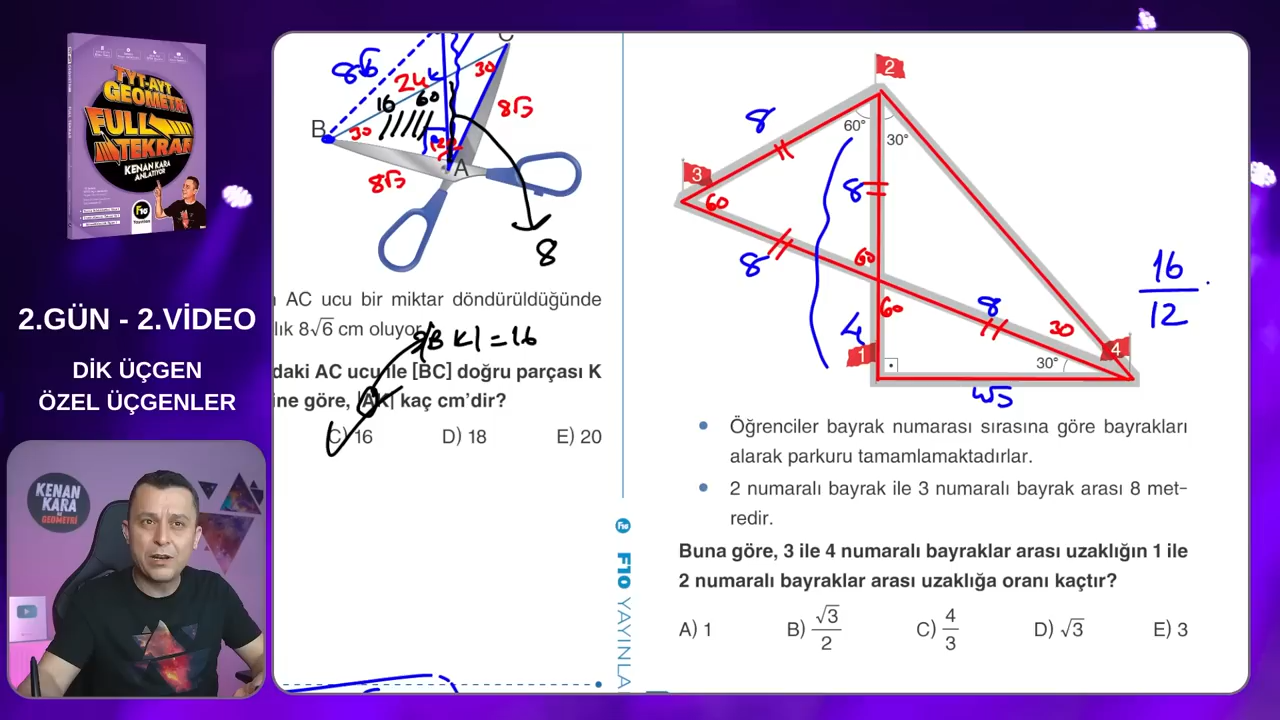 TYT-AYT
GEOMETRİ
FULL
TEKRAR
KENAN KARA
ANLATIYOR
F10
2.GÜN - 2.VİDEO
DİK ÜÇGEN
ÖZEL ÜÇGENLER
KENAN
KARA
GEOMETRİ
8√6
24
C
30
16
60
8√3
B
30
A
8√3
8
AC ucu bir miktar döndürüldüğünde
lık 8√6 cm oluyor.
|BK| = 16
daki AC ucu ile [BC] doğru parçası K
ine göre, |AK| kaç cm'dir?
C) 16 D) 18 E) 20
F10 YAYINLA
2
8
60° 30°
3
8
60
60
8
8
60
30
16
12
4
4
1
30°
4√3
• Öğrenciler bayrak numarası sırasına göre bayrakları
alarak parkuru tamamlamaktadırlar.
• 2 numaralı bayrak ile 3 numaralı bayrak arası 8 met-
redir.
Buna göre, 3 ile 4 numaralı bayraklar arası uzaklığın 1 ile
2 numaralı bayraklar arası uzaklığa oranı kaçtır?
A) 1 B) √3/2 C) 4/3 D) √3 E) 3